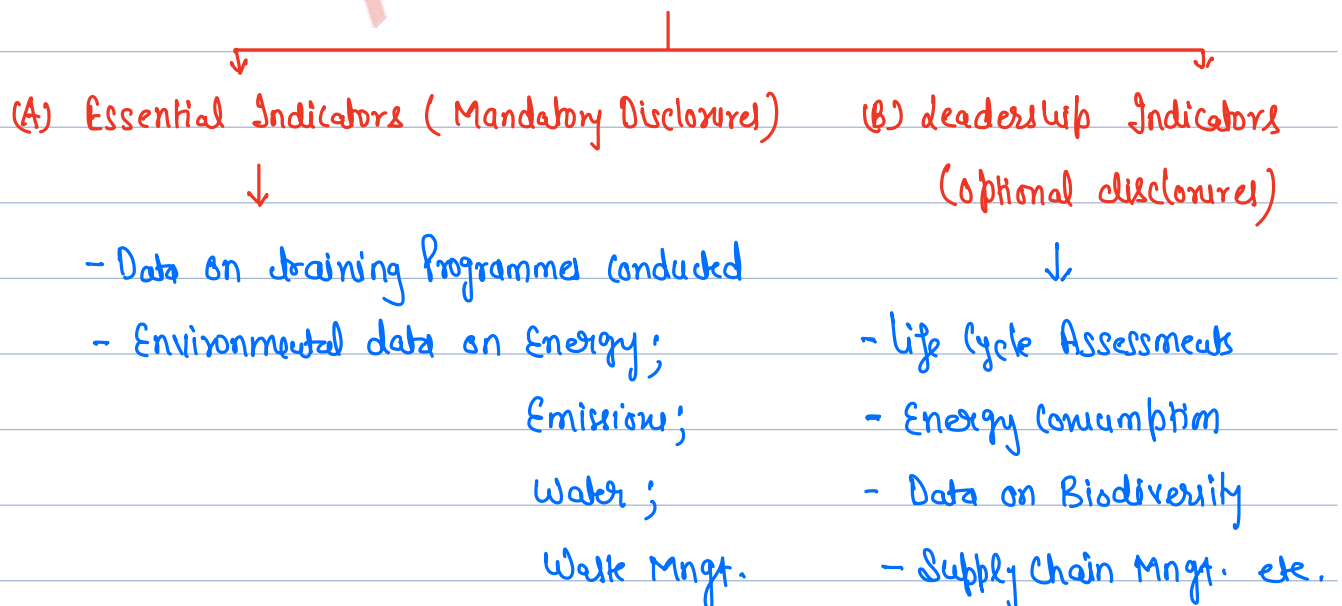 (A) Essential Indicators (Mandatory Disclosures)
(B) Leadership Indicators
(optional disclosures)
- Data on training Programmes conducted
- Environmental data on Energy;
Emissions;
Water;
Waste Mngt.
- Life Cycle Assessments
- Energy Consumption
- Data on Biodiversity
- Supply Chain Mngt. etc.